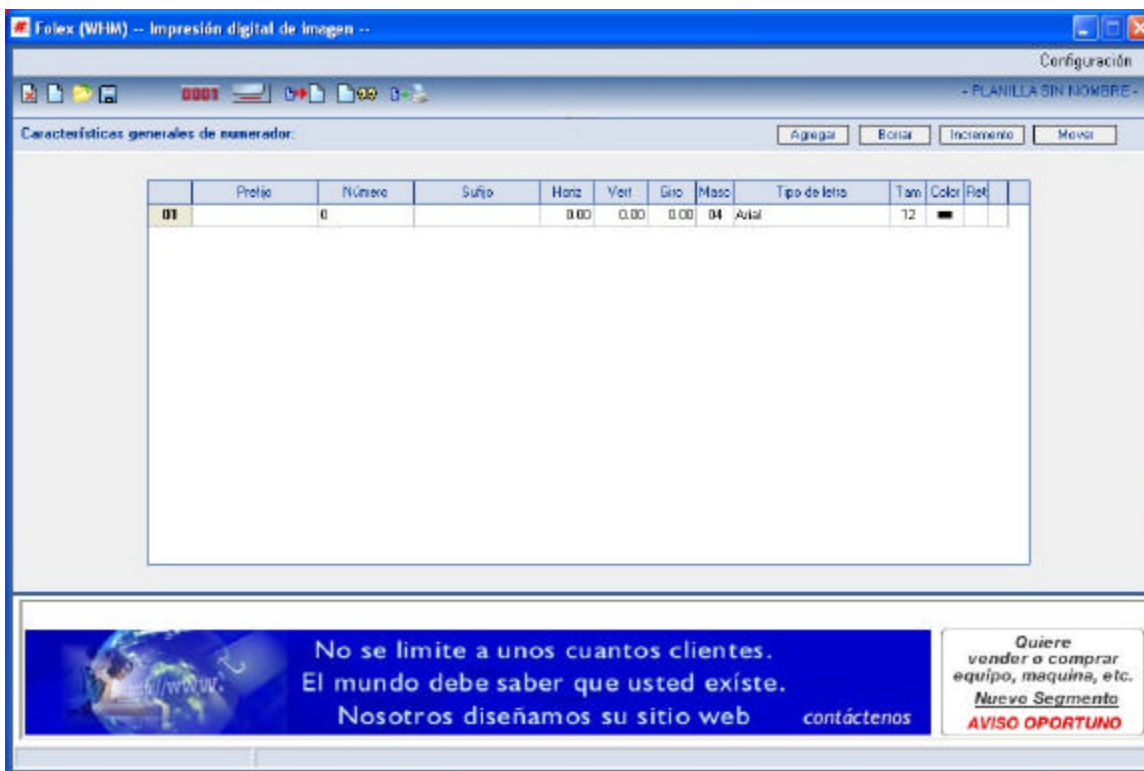 Folex (WHM) -- Impresión digital de imagen --
Configuración
0001
- PLANILLA SIN NOMBRE -
Características generales de numerador:
Agregar Borrar Incremento Mover
Prefijo Número Sufijo Horiz Vert Giro Masc Tipo de letra Tam Color Ret
01 0 0.00 0.00 0.00 04 Arial 12
No se limite a unos cuantos clientes.
El mundo debe saber que usted existe.
Nosotros diseñamos su sitio web contáctenos
Quiere
vender o comprar
equipo, maquina, etc.
Nuevo Segmento
AVISO OPORTUNO